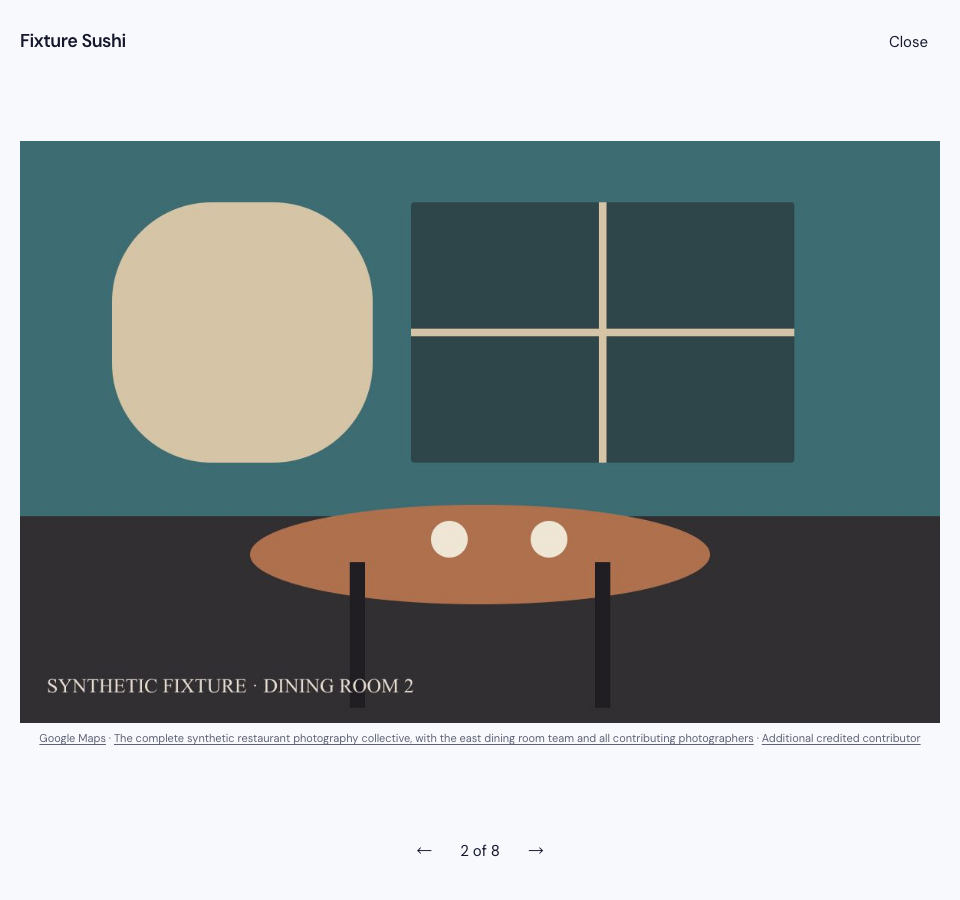 Fixture Sushi
Close
SYNTHETIC FIXTURE · DINING ROOM 2
Google Maps · The complete synthetic restaurant photography collective, with the east dining room team and all contributing photographers · Additional credited contributor
← 2 of 8 →